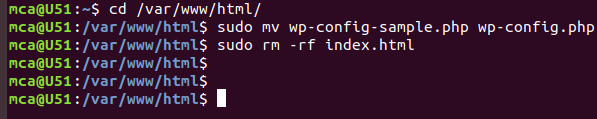 mca@U51:~$ cd /var/www/html/
mca@U51:/var/www/html$ sudo mv wp-config-sample.php wp-config.php
mca@U51:/var/www/html$ sudo rm -rf index.html
mca@U51:/var/www/html$
mca@U51:/var/www/html$
mca@U51:/var/www/html$